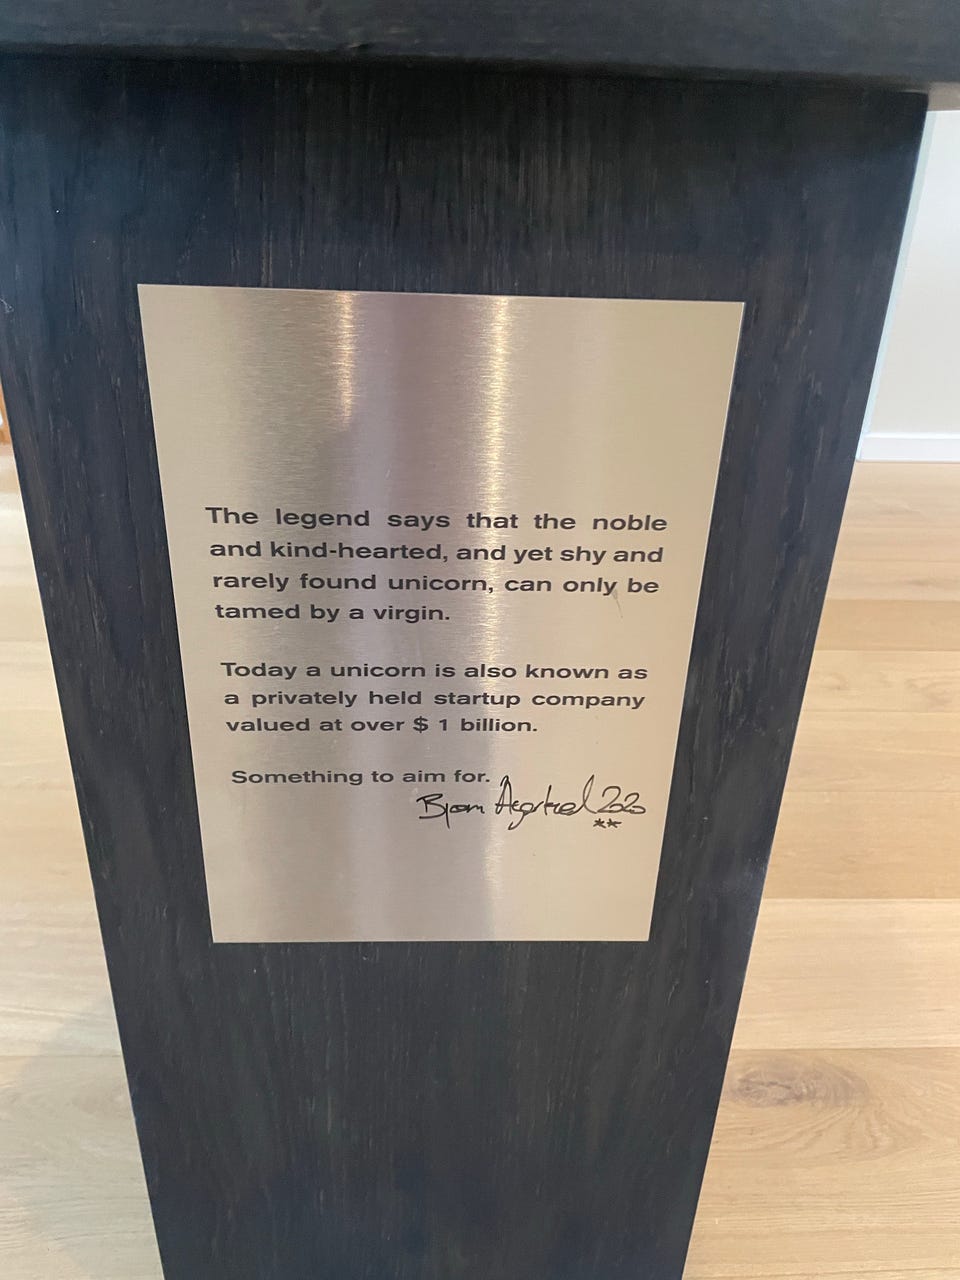 The legend says that the noble
and kind-hearted, and yet shy and
rarely found unicorn, can only be
tamed by a virgin.
Today a unicorn is also known as
a privately held startup company
valued at over $ 1 billion.
Something to aim for.
2020
**